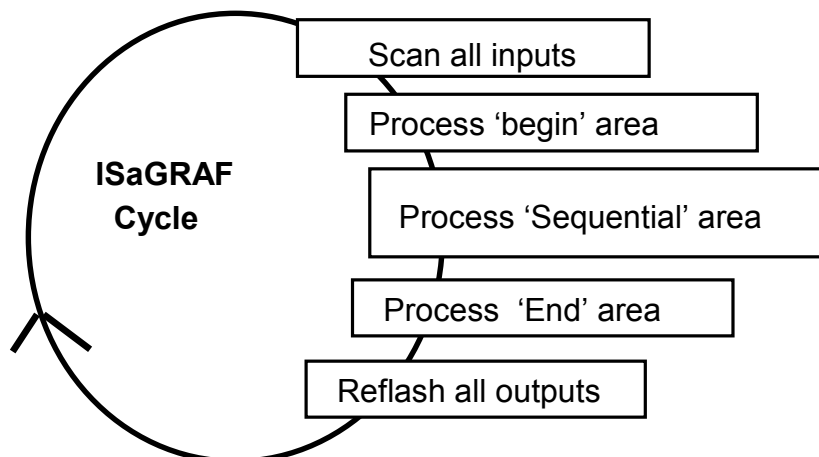 Scan all inputs
Process ‘begin’ area
ISaGRAF
Cycle
Process ‘Sequential’ area
Process ‘End’ area
Reflash all outputs